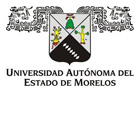 UNIVERSIDAD AUTÓNOMA DEL
ESTADO DE MORELOS